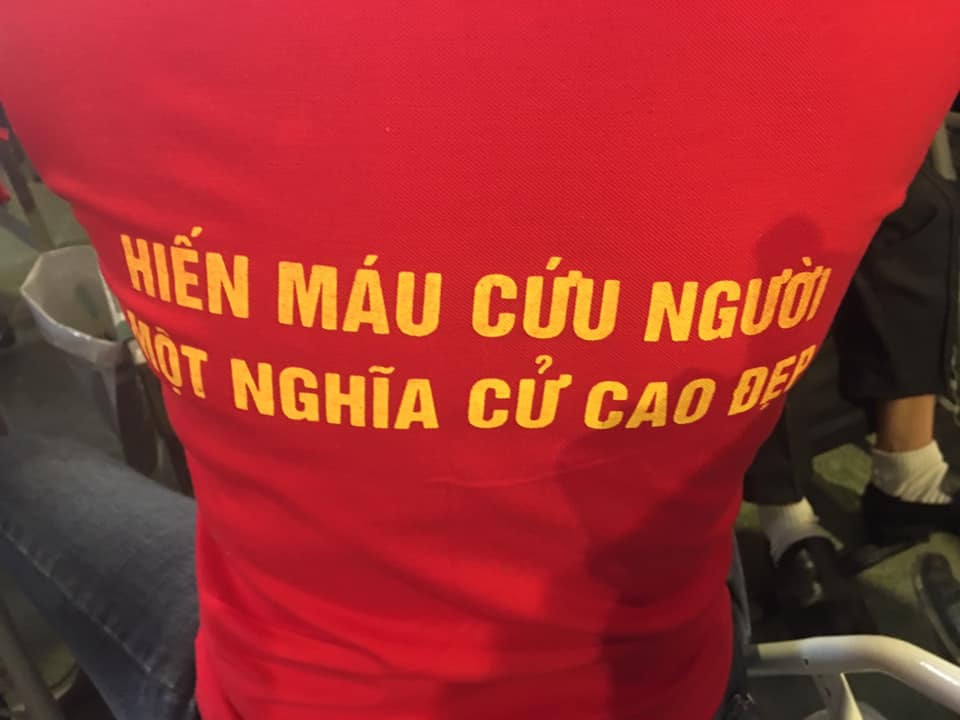 HIẾN MÁU CỨU NGƯỜI
MỘT NGHĨA CỬ CAO ĐẸP